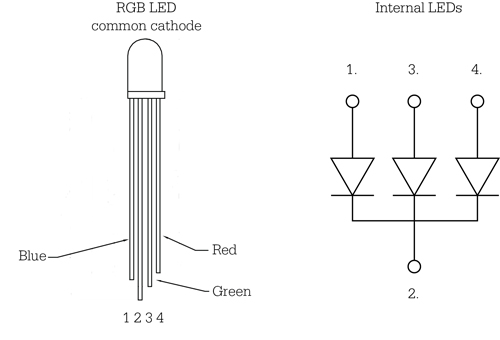 RGB LED
common cathode
Internal LEDs
1.
3.
4.
Blue
Red
Green
1 2 3 4
2.